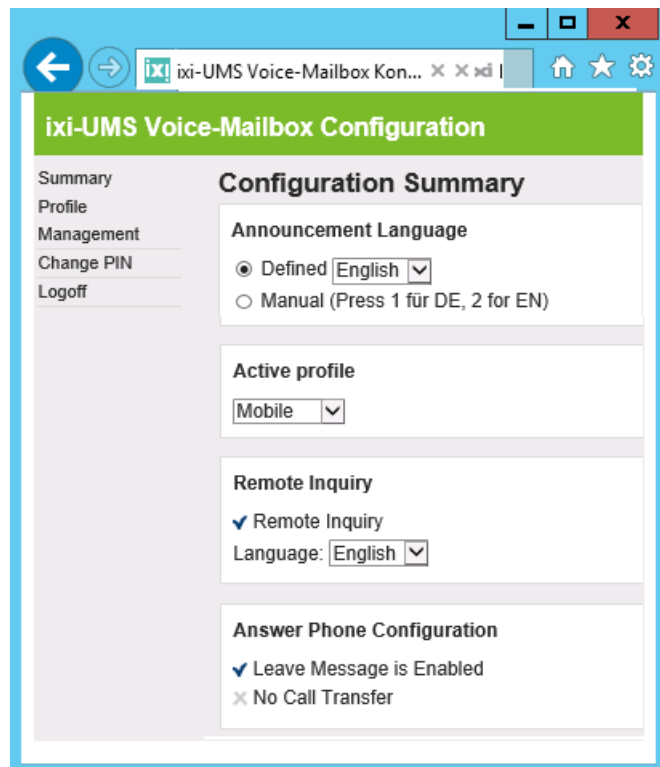 ixi-UMS Voice-Mailbox Kon...
ixi-UMS Voice-Mailbox Configuration
Summary
Profile
Management
Change PIN
Logoff
Configuration Summary
Announcement Language
Defined English
Manual (Press 1 für DE, 2 for EN)
Active profile
Mobile
Remote Inquiry
Remote Inquiry
Language: English
Answer Phone Configuration
Leave Message is Enabled
No Call Transfer